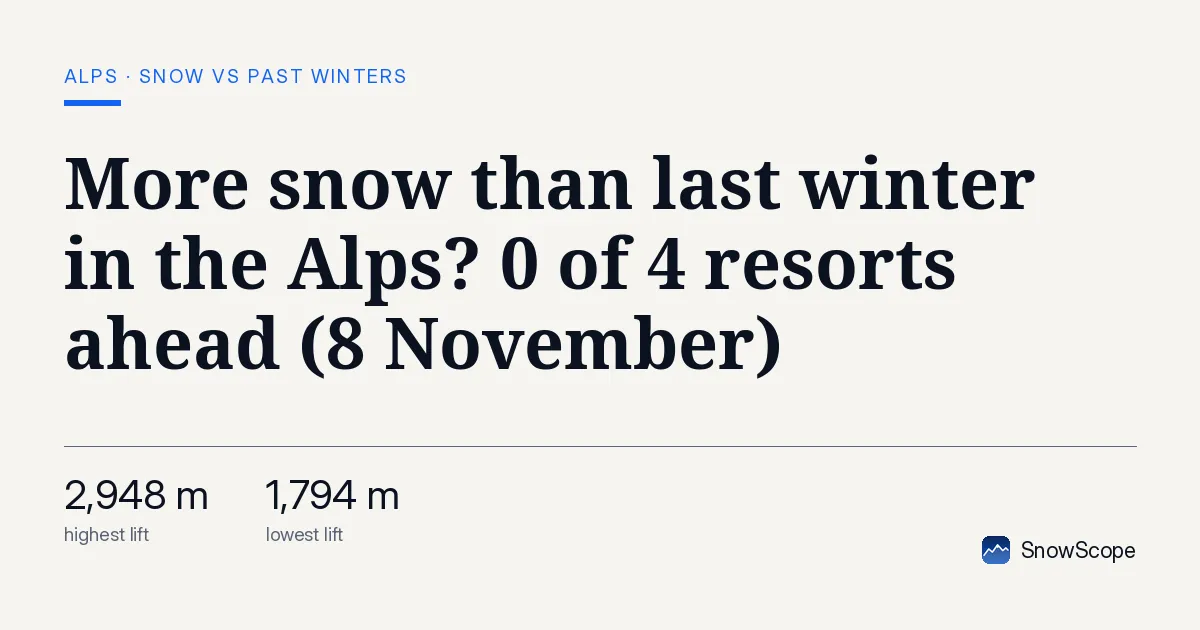 ALPS · SNOW VS PAST WINTERS
More snow than last winter
in the Alps? 0 of 4 resorts
ahead (8 November)
2,948 m
highest lift
1,794 m
lowest lift
SnowScope